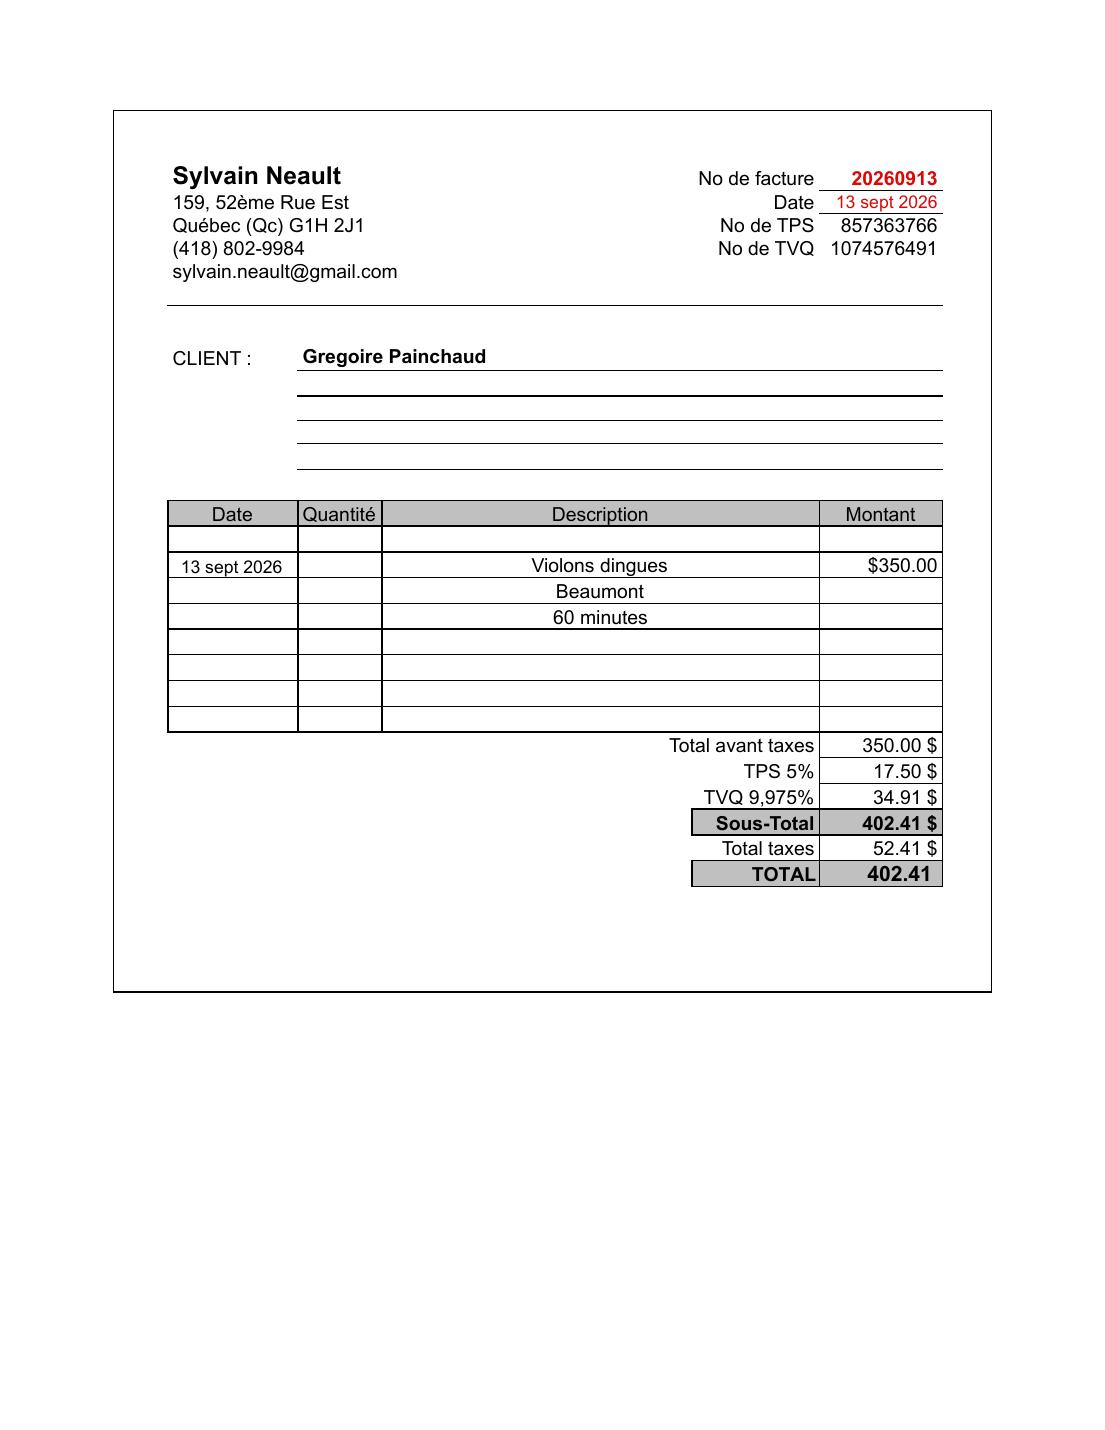 Sylvain Neault
159, 52ème Rue Est
Québec (Qc) G1H 2J1
(418) 802-9984
sylvain.neault@gmail.com
No de facture 20260913
Date 13 sept 2026
No de TPS 857363766
No de TVQ 1074576491
CLIENT : Gregoire Painchaud
Date Quantité Description Montant
13 sept 2026 Violons dingues $350.00
Beaumont
60 minutes
Total avant taxes 350.00 $
TPS 5% 17.50 $
TVQ 9,975% 34.91 $
Sous-Total 402.41 $
Total taxes 52.41 $
TOTAL 402.41